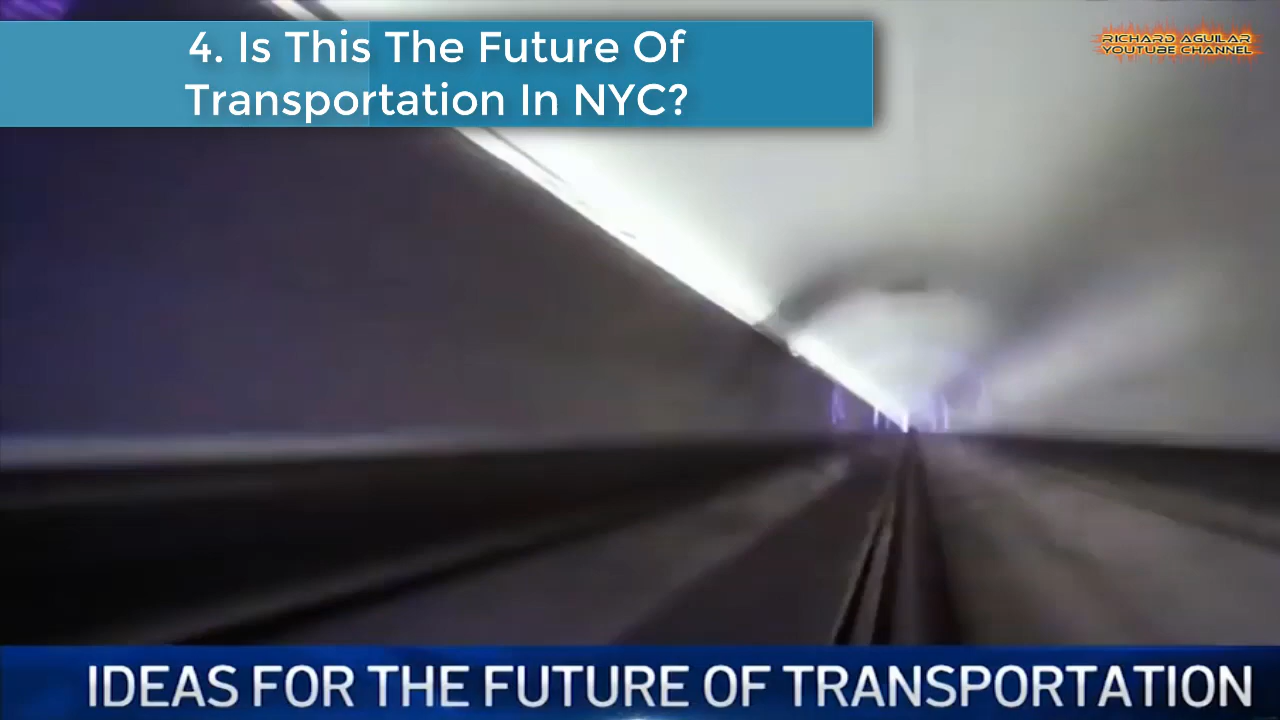 4. Is This The Future Of
Transportation In NYC?
RICHARD AGUILAR
YOUTUBE CHANNEL
IDEAS FOR THE FUTURE OF TRANSPORTATION